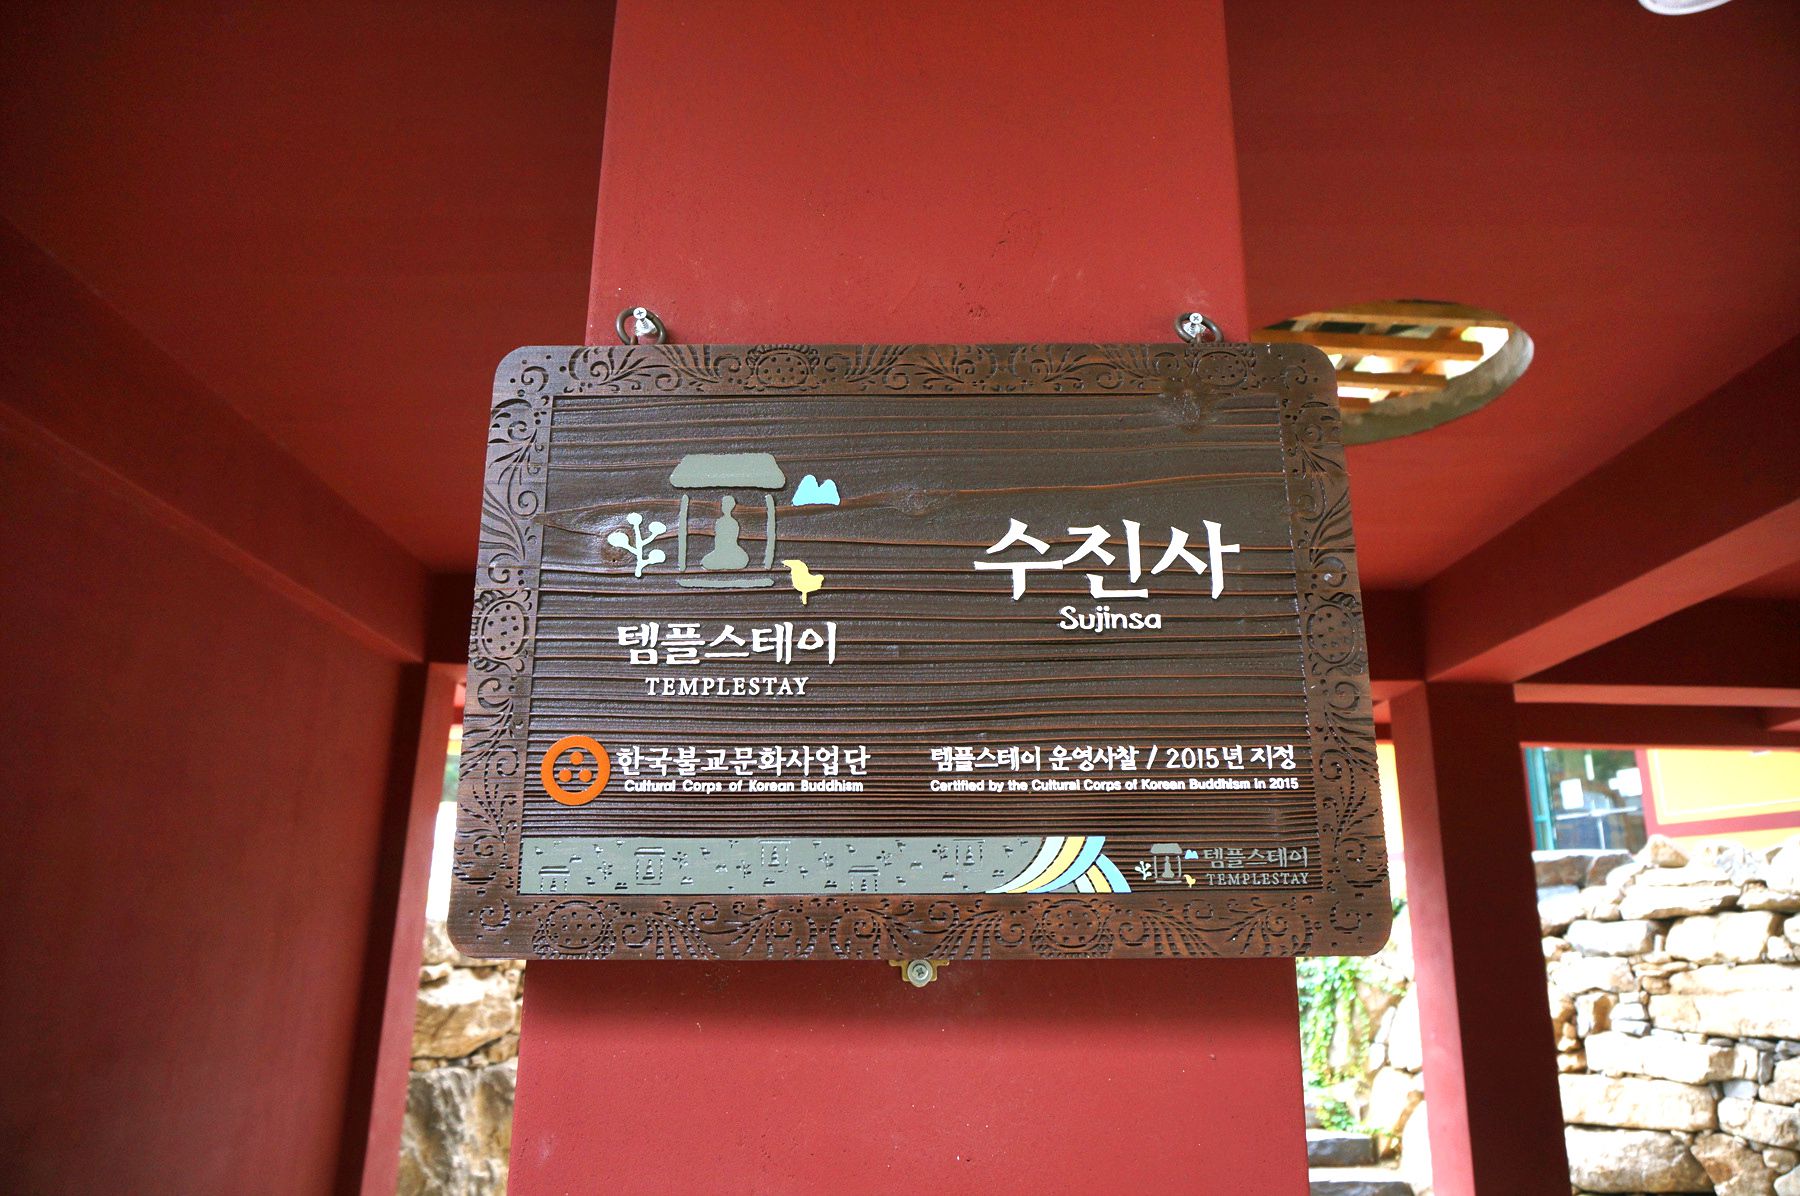 템플스테이
TEMPLESTAY
수진사
Sujinsa
한국불교문화사업단
Cultural Corps of Korean Buddhism
템플스테이 운영사찰 / 2015년 지정
Certified by the Cultural Corps of Korean Buddhism in 2015
템플스테이
TEMPLESTAY